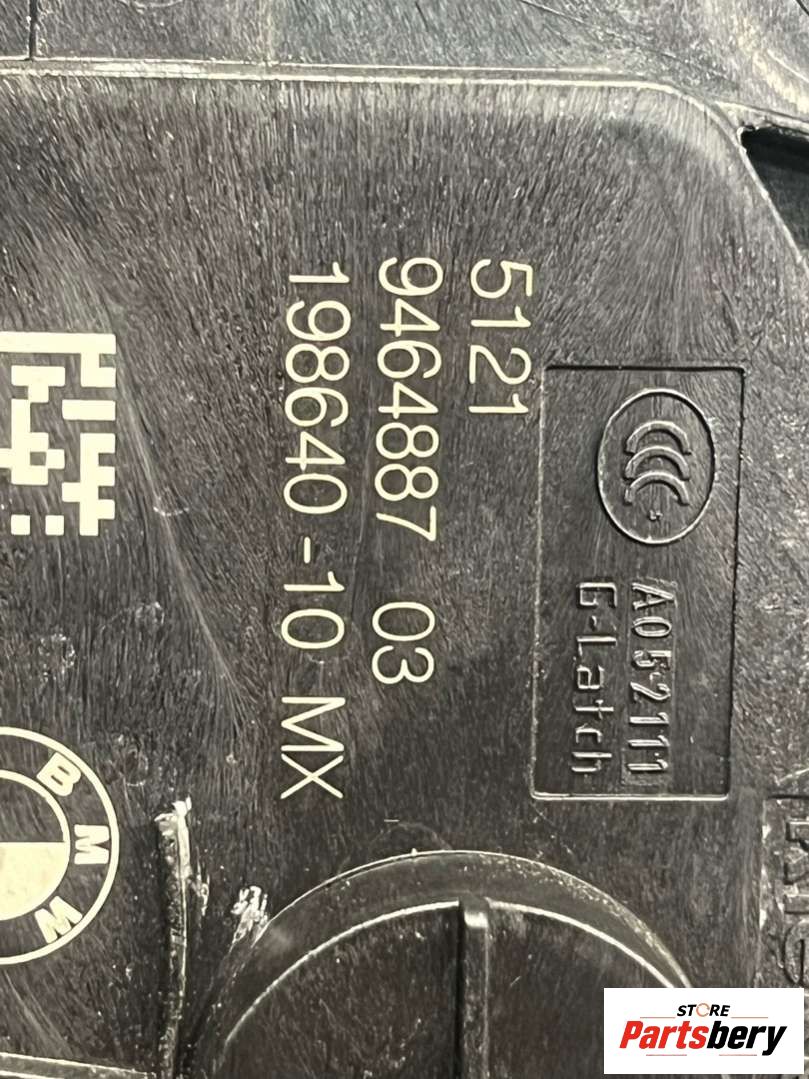 5121
9464887 03
198640-10 MX
CCC
A052111
G-Latch
BMW
STORE
Partsbery